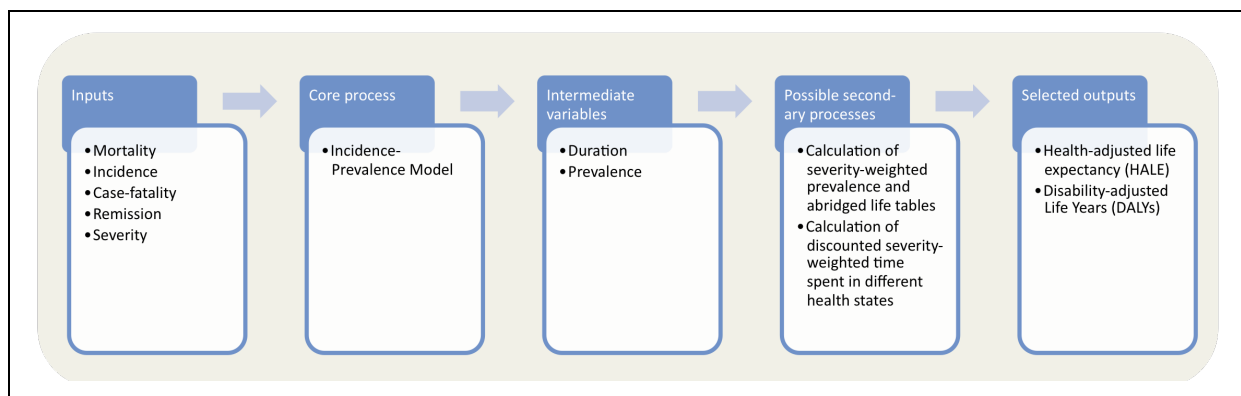 Inputs
•Mortality
•Incidence
•Case-fatality
•Remission
•Severity
Core process
•Incidence-
Prevalence Model
Intermediate
variables
•Duration
•Prevalence
Possible second-
ary processes
•Calculation of
severity-weighted
prevalence and
abridged life tables
•Calculation of
discounted severity-
weighted time
spent in different
health states
Selected outputs
•Health-adjusted life
expectancy (HALE)
•Disability-adjusted
Life Years (DALYs)